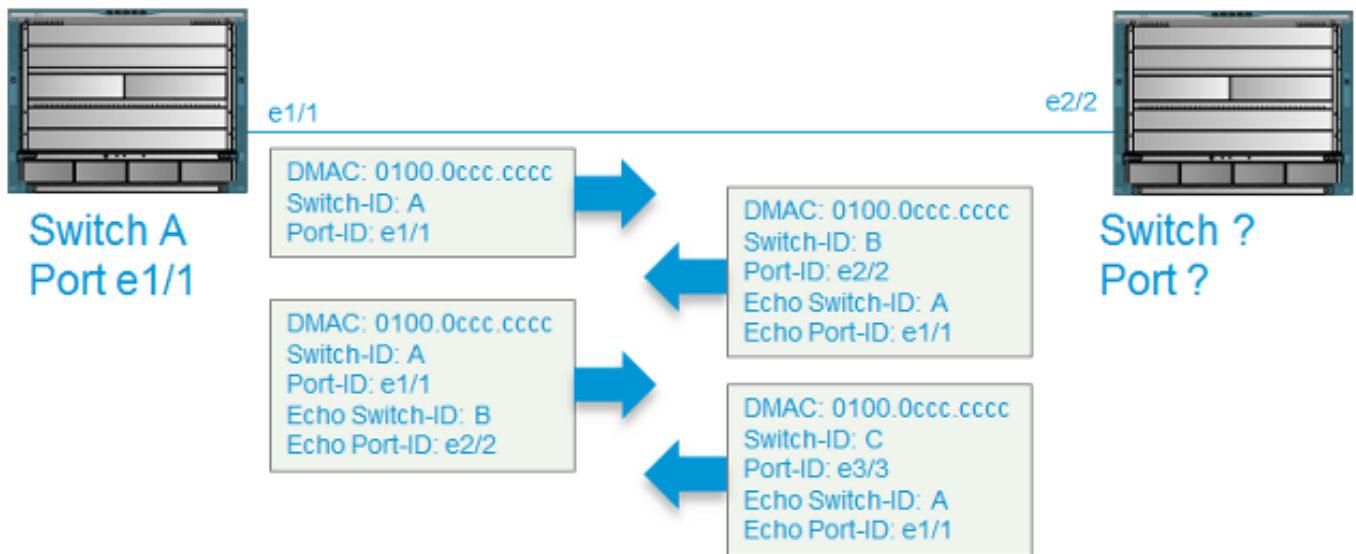 e1/1
e2/2
DMAC: 0100.0ccc.cccc
Switch-ID: A
Port-ID: e1/1
DMAC: 0100.0ccc.cccc
Switch-ID: B
Port-ID: e2/2
Echo Switch-ID: A
Echo Port-ID: e1/1
Switch A
Port e1/1
Switch ?
Port ?
DMAC: 0100.0ccc.cccc
Switch-ID: A
Port-ID: e1/1
Echo Switch-ID: B
Echo Port-ID: e2/2
DMAC: 0100.0ccc.cccc
Switch-ID: C
Port-ID: e3/3
Echo Switch-ID: A
Echo Port-ID: e1/1